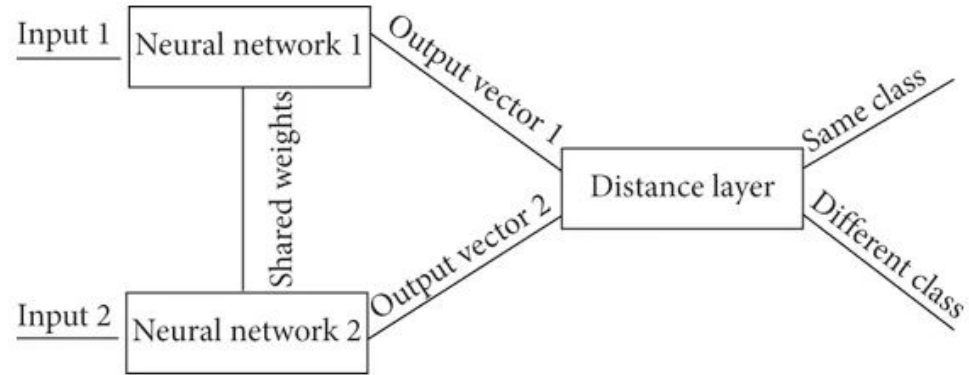 Input 1
Neural network 1
Output vector 1
Shared weights
Same class
Distance layer
Different class
Output vector 2
Input 2
Neural network 2